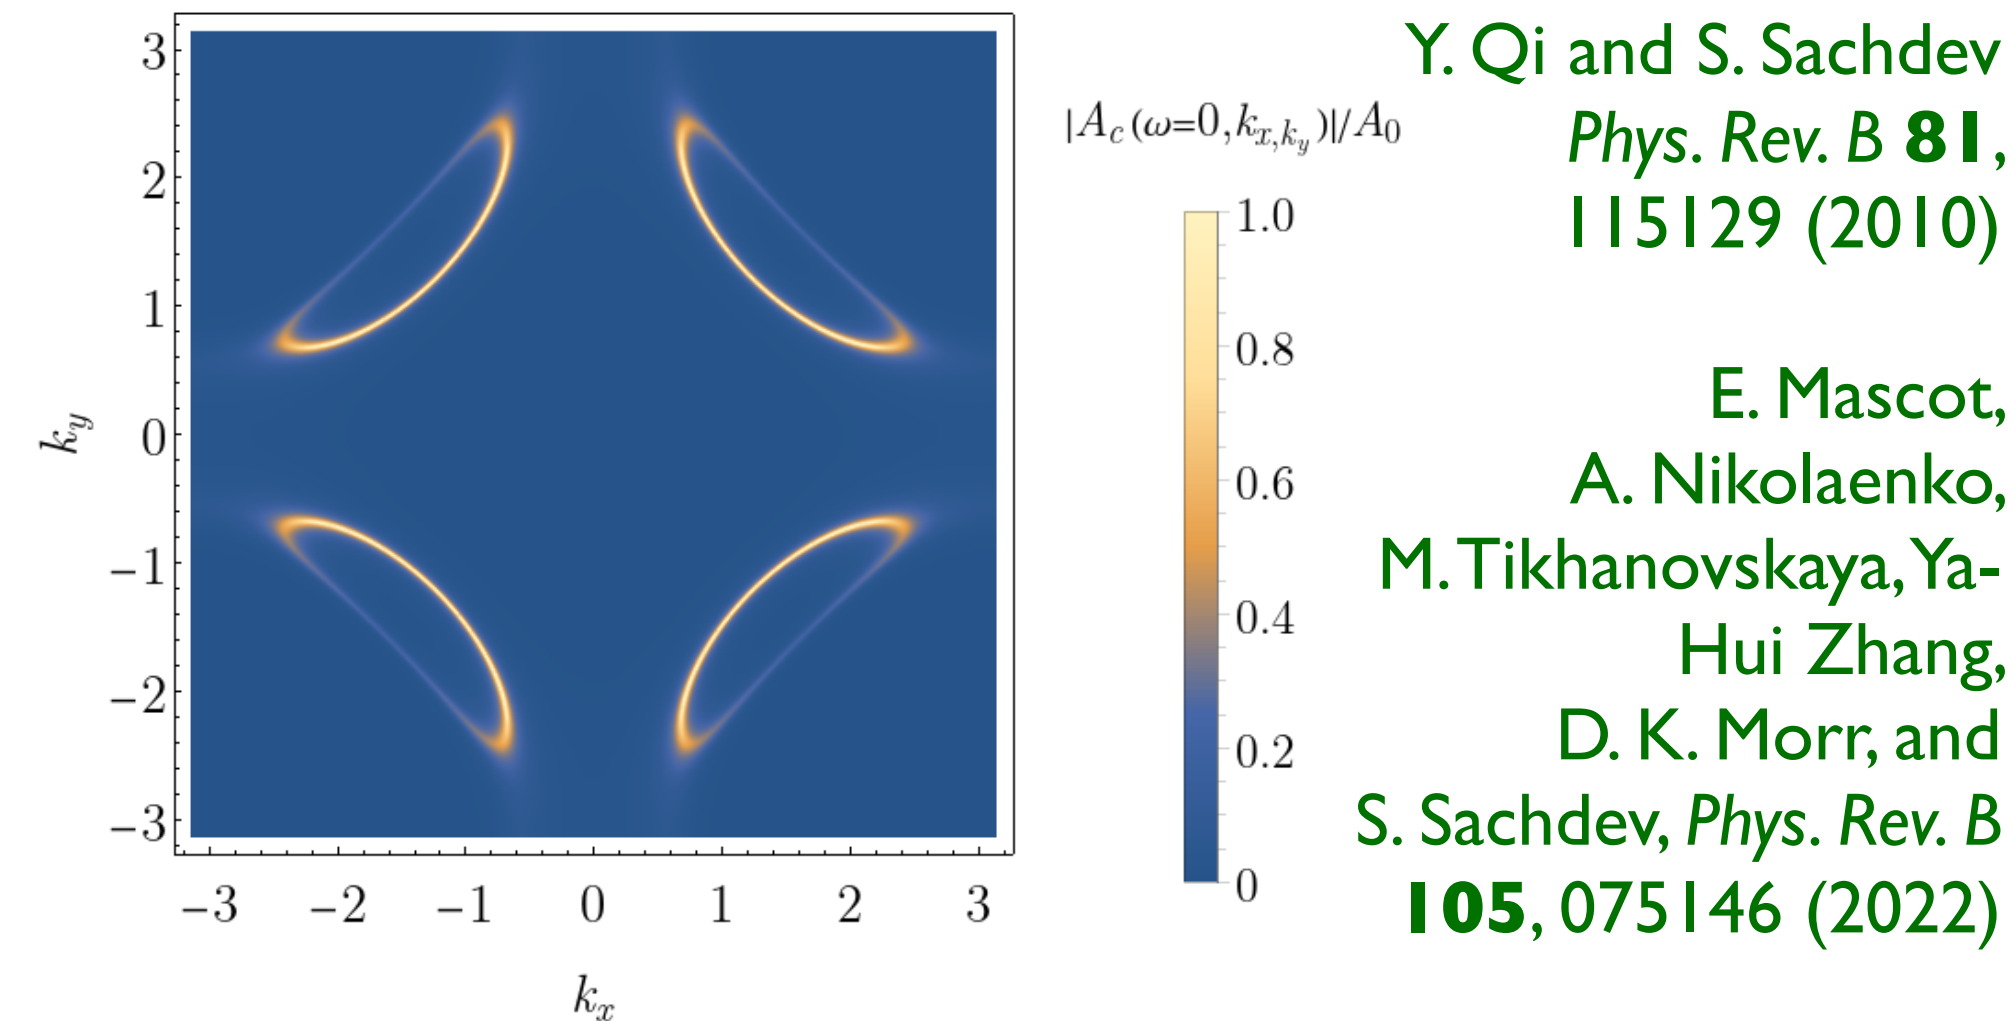 3
2
1
0
−1
−2
−3
k_y
−3 −2 −1 0 1 2 3
k_x
|A_c(ω=0,k_{x,k_y})|/A_0
1.0
0.8
0.6
0.4
0.2
0
Y. Qi and S. Sachdev
Phys. Rev. B 81,
115129 (2010)
E. Mascot,
A. Nikolaenko,
M. Tikhanovskaya, Ya-
Hui Zhang,
D. K. Morr, and
S. Sachdev, Phys. Rev. B
105, 075146 (2022)